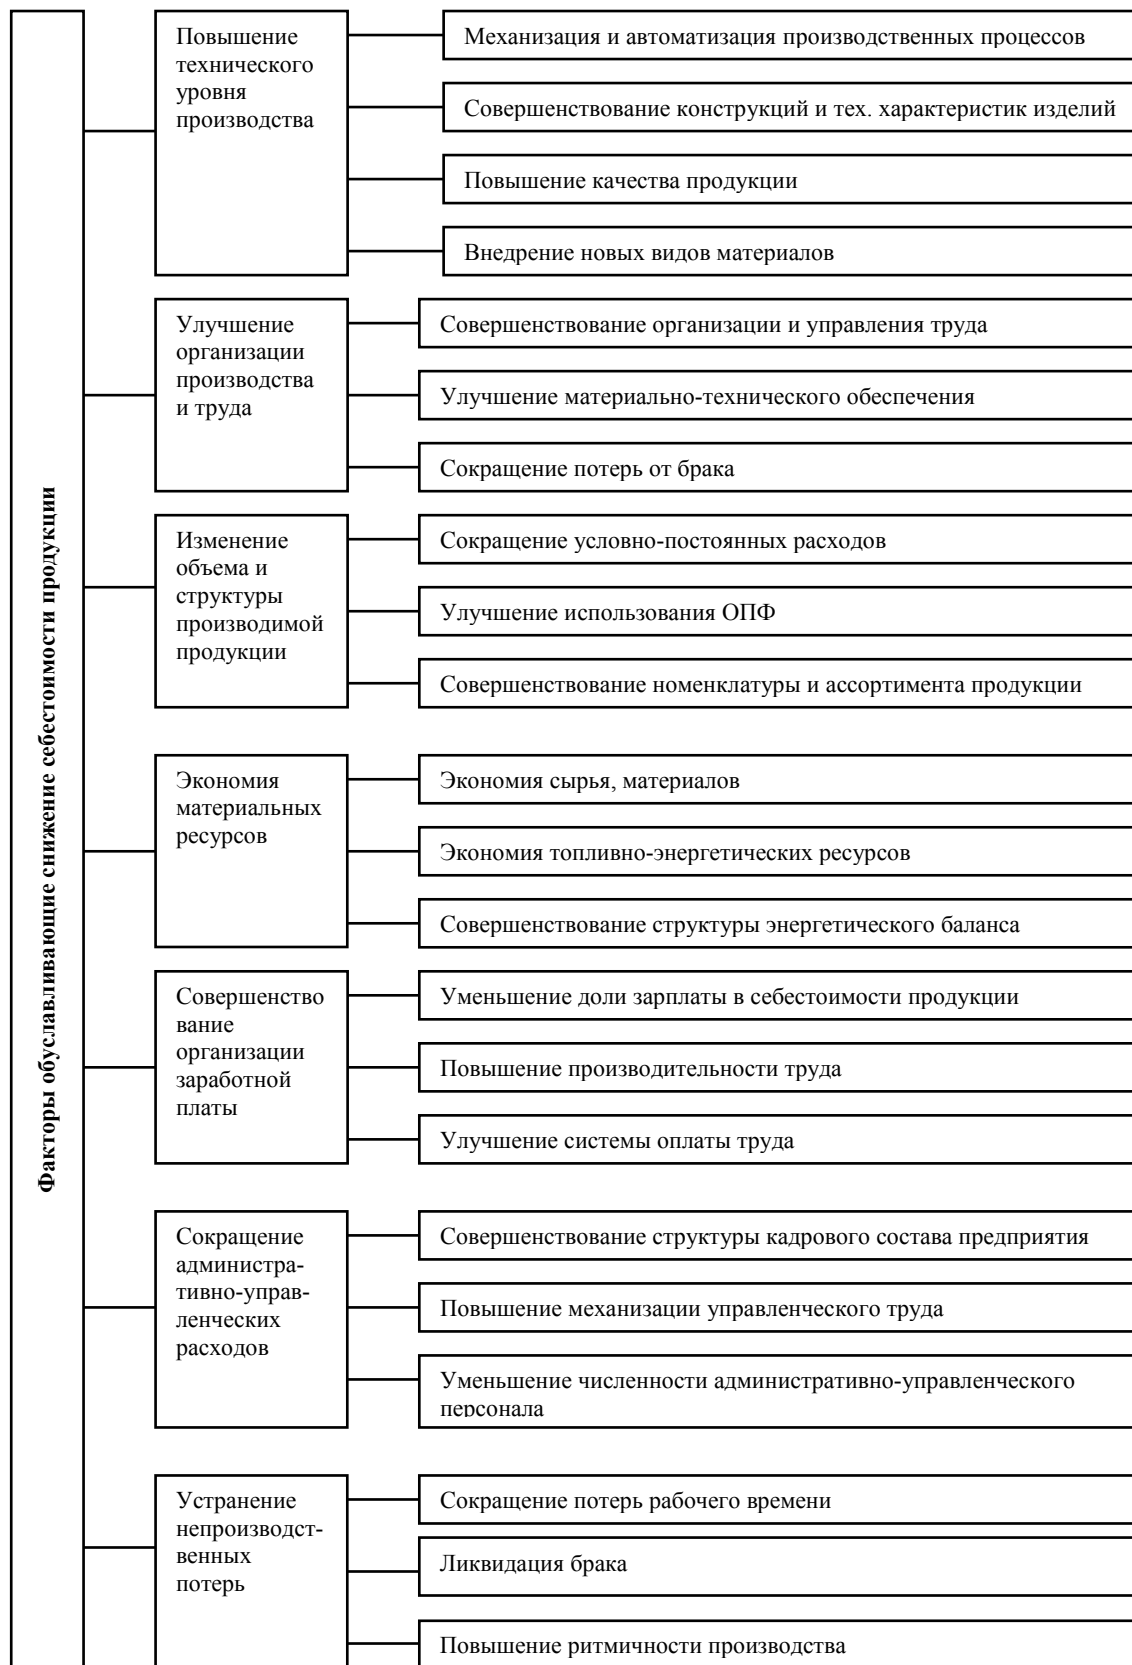 Факторы обуславливающие снижение себестоимости продукции
Повышение
технического
уровня
производства
Механизация и автоматизация производственных процессов
Совершенствование конструкций и тех. характеристик изделий
Повышение качества продукции
Внедрение новых видов материалов
Улучшение
организации
производства
и труда
Совершенствование организации и управления труда
Улучшение материально-технического обеспечения
Сокращение потерь от брака
Изменение
объема и
структуры
производимой
продукции
Сокращение условно-постоянных расходов
Улучшение использования ОПФ
Совершенствование номенклатуры и ассортимента продукции
Экономия
материальных
ресурсов
Экономия сырья, материалов
Экономия топливно-энергетических ресурсов
Совершенствование структуры энергетического баланса
Совершенство
вание
организации
заработной
платы
Уменьшение доли зарплаты в себестоимости продукции
Повышение производительности труда
Улучшение системы оплаты труда
Сокращение
администра-
тивно-управ-
ленческих
расходов
Совершенствование структуры кадрового состава предприятия
Повышение механизации управленческого труда
Уменьшение численности административно-управленческого
персонала
Устранение
непроизводст-
венных
потерь
Сокращение потерь рабочего времени
Ликвидация брака
Повышение ритмичности производства